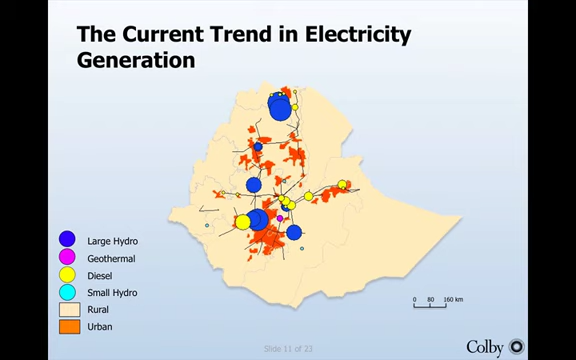 The Current Trend in Electricity
Generation
Large Hydro
Geothermal
Diesel
Small Hydro
Rural
Urban
0 80 160 km
Slide 11 of 23
Colby